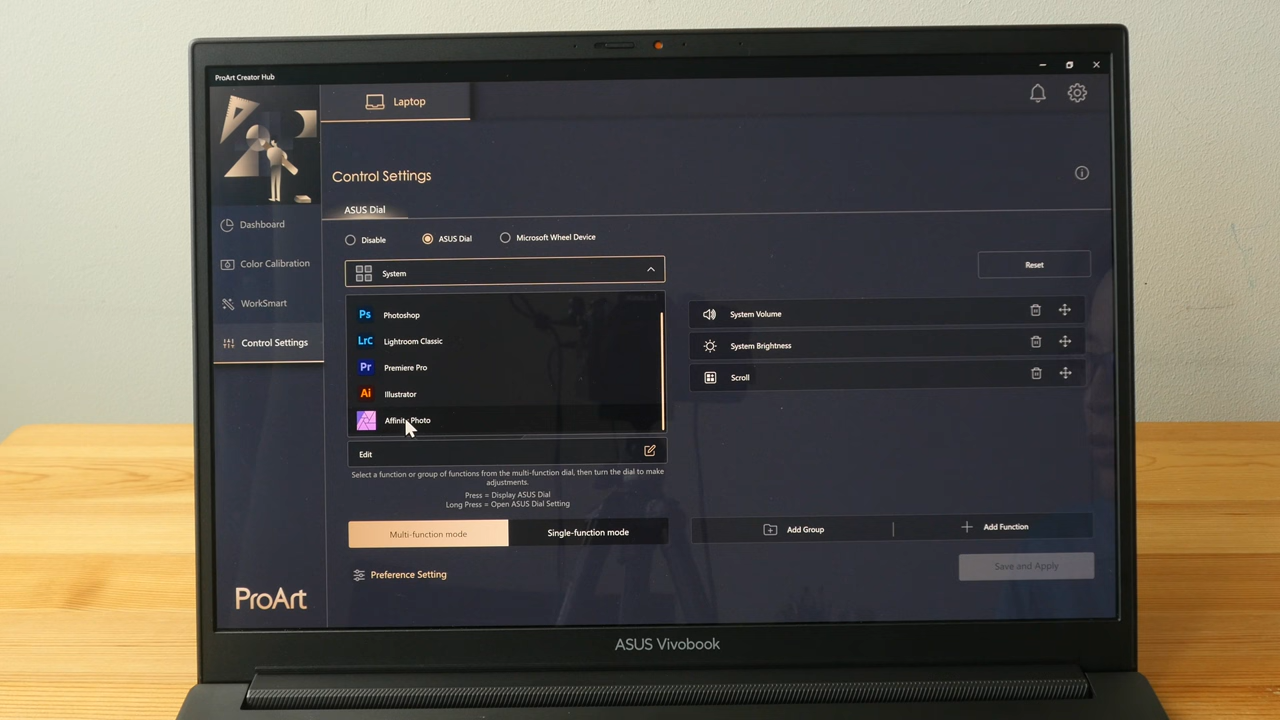 ProArt Creator Hub
Laptop
Control Settings
ASUS Dial
Dashboard
Color Calibration
WorkSmart
Control Settings
Disable
ASUS Dial
Microsoft Wheel Device
System
Reset
Ps Photoshop
LrC Lightroom Classic
Pr Premiere Pro
Ai Illustrator
Affinity Photo
Edit
System Volume
System Brightness
Scroll
Select a function or group of functions from the multi-function dial, then turn the dial to make
adjustments.
Press = Display ASUS Dial
Long Press = Open ASUS Dial Setting
Multi-function mode
Single-function mode
Add Group
Add Function
Preference Setting
Save and Apply
ProArt
ASUS Vivobook